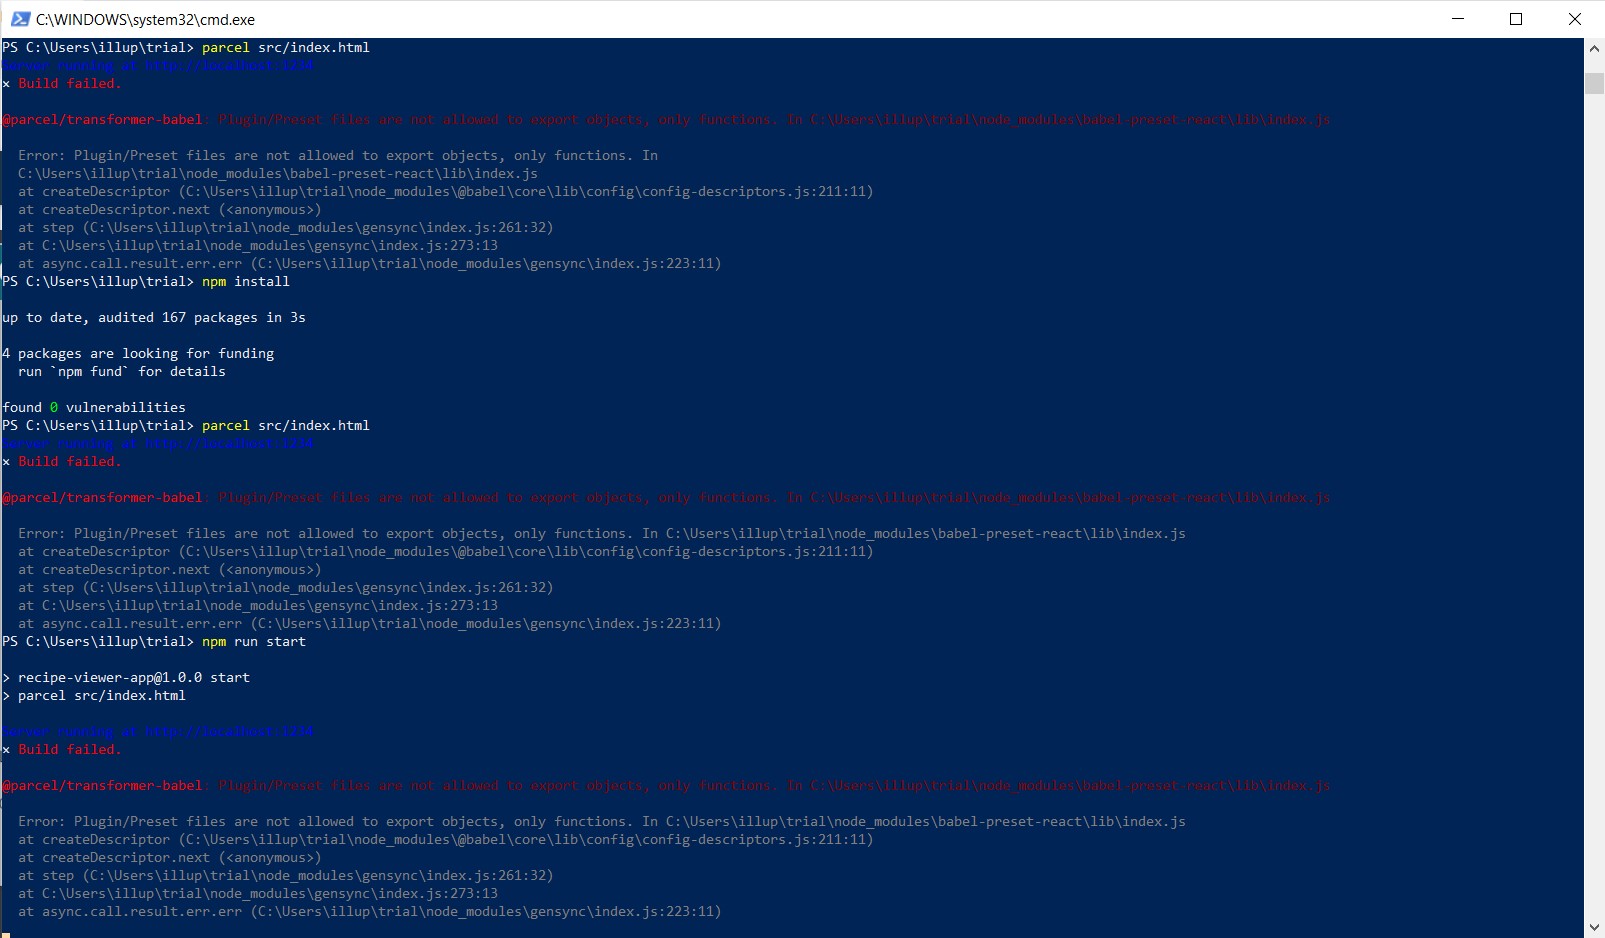 C:\WINDOWS\system32\cmd.exe
PS C:\Users\illup\trial> parcel src/index.html
Server running at http://localhost:1234
× Build failed.
@parcel/transformer-babel: Plugin/Preset files are not allowed to export objects, only functions. In C:\Users\illup\trial\node_modules\babel-preset-react\lib\index.js
Error: Plugin/Preset files are not allowed to export objects, only functions. In
C:\Users\illup\trial\node_modules\babel-preset-react\lib\index.js
at createDescriptor (C:\Users\illup\trial\node_modules\@babel\core\lib\config\config-descriptors.js:211:11)
at createDescriptor.next (<anonymous>)
at step (C:\Users\illup\trial\node_modules\gensync\index.js:261:32)
at C:\Users\illup\trial\node_modules\gensync\index.js:273:13
at async.call.result.err.err (C:\Users\illup\trial\node_modules\gensync\index.js:223:11)
PS C:\Users\illup\trial> npm install
up to date, audited 167 packages in 3s
4 packages are looking for funding
run `npm fund` for details
found 0 vulnerabilities
PS C:\Users\illup\trial> parcel src/index.html
Server running at http://localhost:1234
× Build failed.
@parcel/transformer-babel: Plugin/Preset files are not allowed to export objects, only functions. In C:\Users\illup\trial\node_modules\babel-preset-react\lib\index.js
Error: Plugin/Preset files are not allowed to export objects, only functions. In C:\Users\illup\trial\node_modules\babel-preset-react\lib\index.js
at createDescriptor (C:\Users\illup\trial\node_modules\@babel\core\lib\config\config-descriptors.js:211:11)
at createDescriptor.next (<anonymous>)
at step (C:\Users\illup\trial\node_modules\gensync\index.js:261:32)
at C:\Users\illup\trial\node_modules\gensync\index.js:273:13
at async.call.result.err.err (C:\Users\illup\trial\node_modules\gensync\index.js:223:11)
PS C:\Users\illup\trial> npm run start
> recipe-viewer-app@1.0.0 start
> parcel src/index.html
Server running at http://localhost:1234
× Build failed.
@parcel/transformer-babel: Plugin/Preset files are not allowed to export objects, only functions. In C:\Users\illup\trial\node_modules\babel-preset-react\lib\index.js
Error: Plugin/Preset files are not allowed to export objects, only functions. In C:\Users\illup\trial\node_modules\babel-preset-react\lib\index.js
at createDescriptor (C:\Users\illup\trial\node_modules\@babel\core\lib\config\config-descriptors.js:211:11)
at createDescriptor.next (<anonymous>)
at step (C:\Users\illup\trial\node_modules\gensync\index.js:261:32)
at C:\Users\illup\trial\node_modules\gensync\index.js:273:13
at async.call.result.err.err (C:\Users\illup\trial\node_modules\gensync\index.js:223:11)